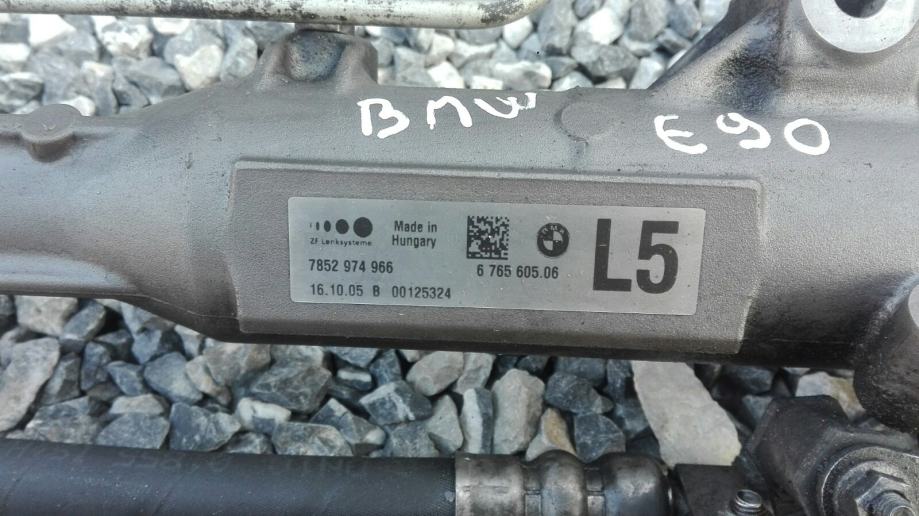 BMW E90
ZF Lenksysteme
Made in
Hungary
BMW
L5
7852 974 966
6 765 605.06
16.10.05 B 00125324